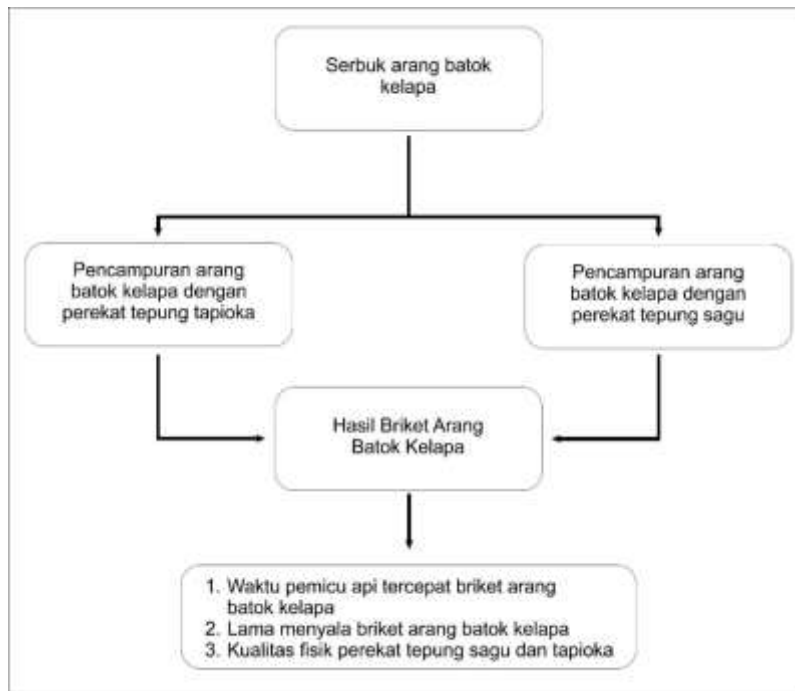 Serbuk arang batok
kelapa
Pencampuran arang
batok kelapa dengan
perekat tepung tapioka
Pencampuran arang
batok kelapa dengan
perekat tepung sagu
Hasil Briket Arang
Batok Kelapa
1. Waktu pemicu api tercepat briket arang
batok kelapa
2. Lama menyala briket arang batok kelapa
3. Kualitas fisik perekat tepung sagu dan tapioka